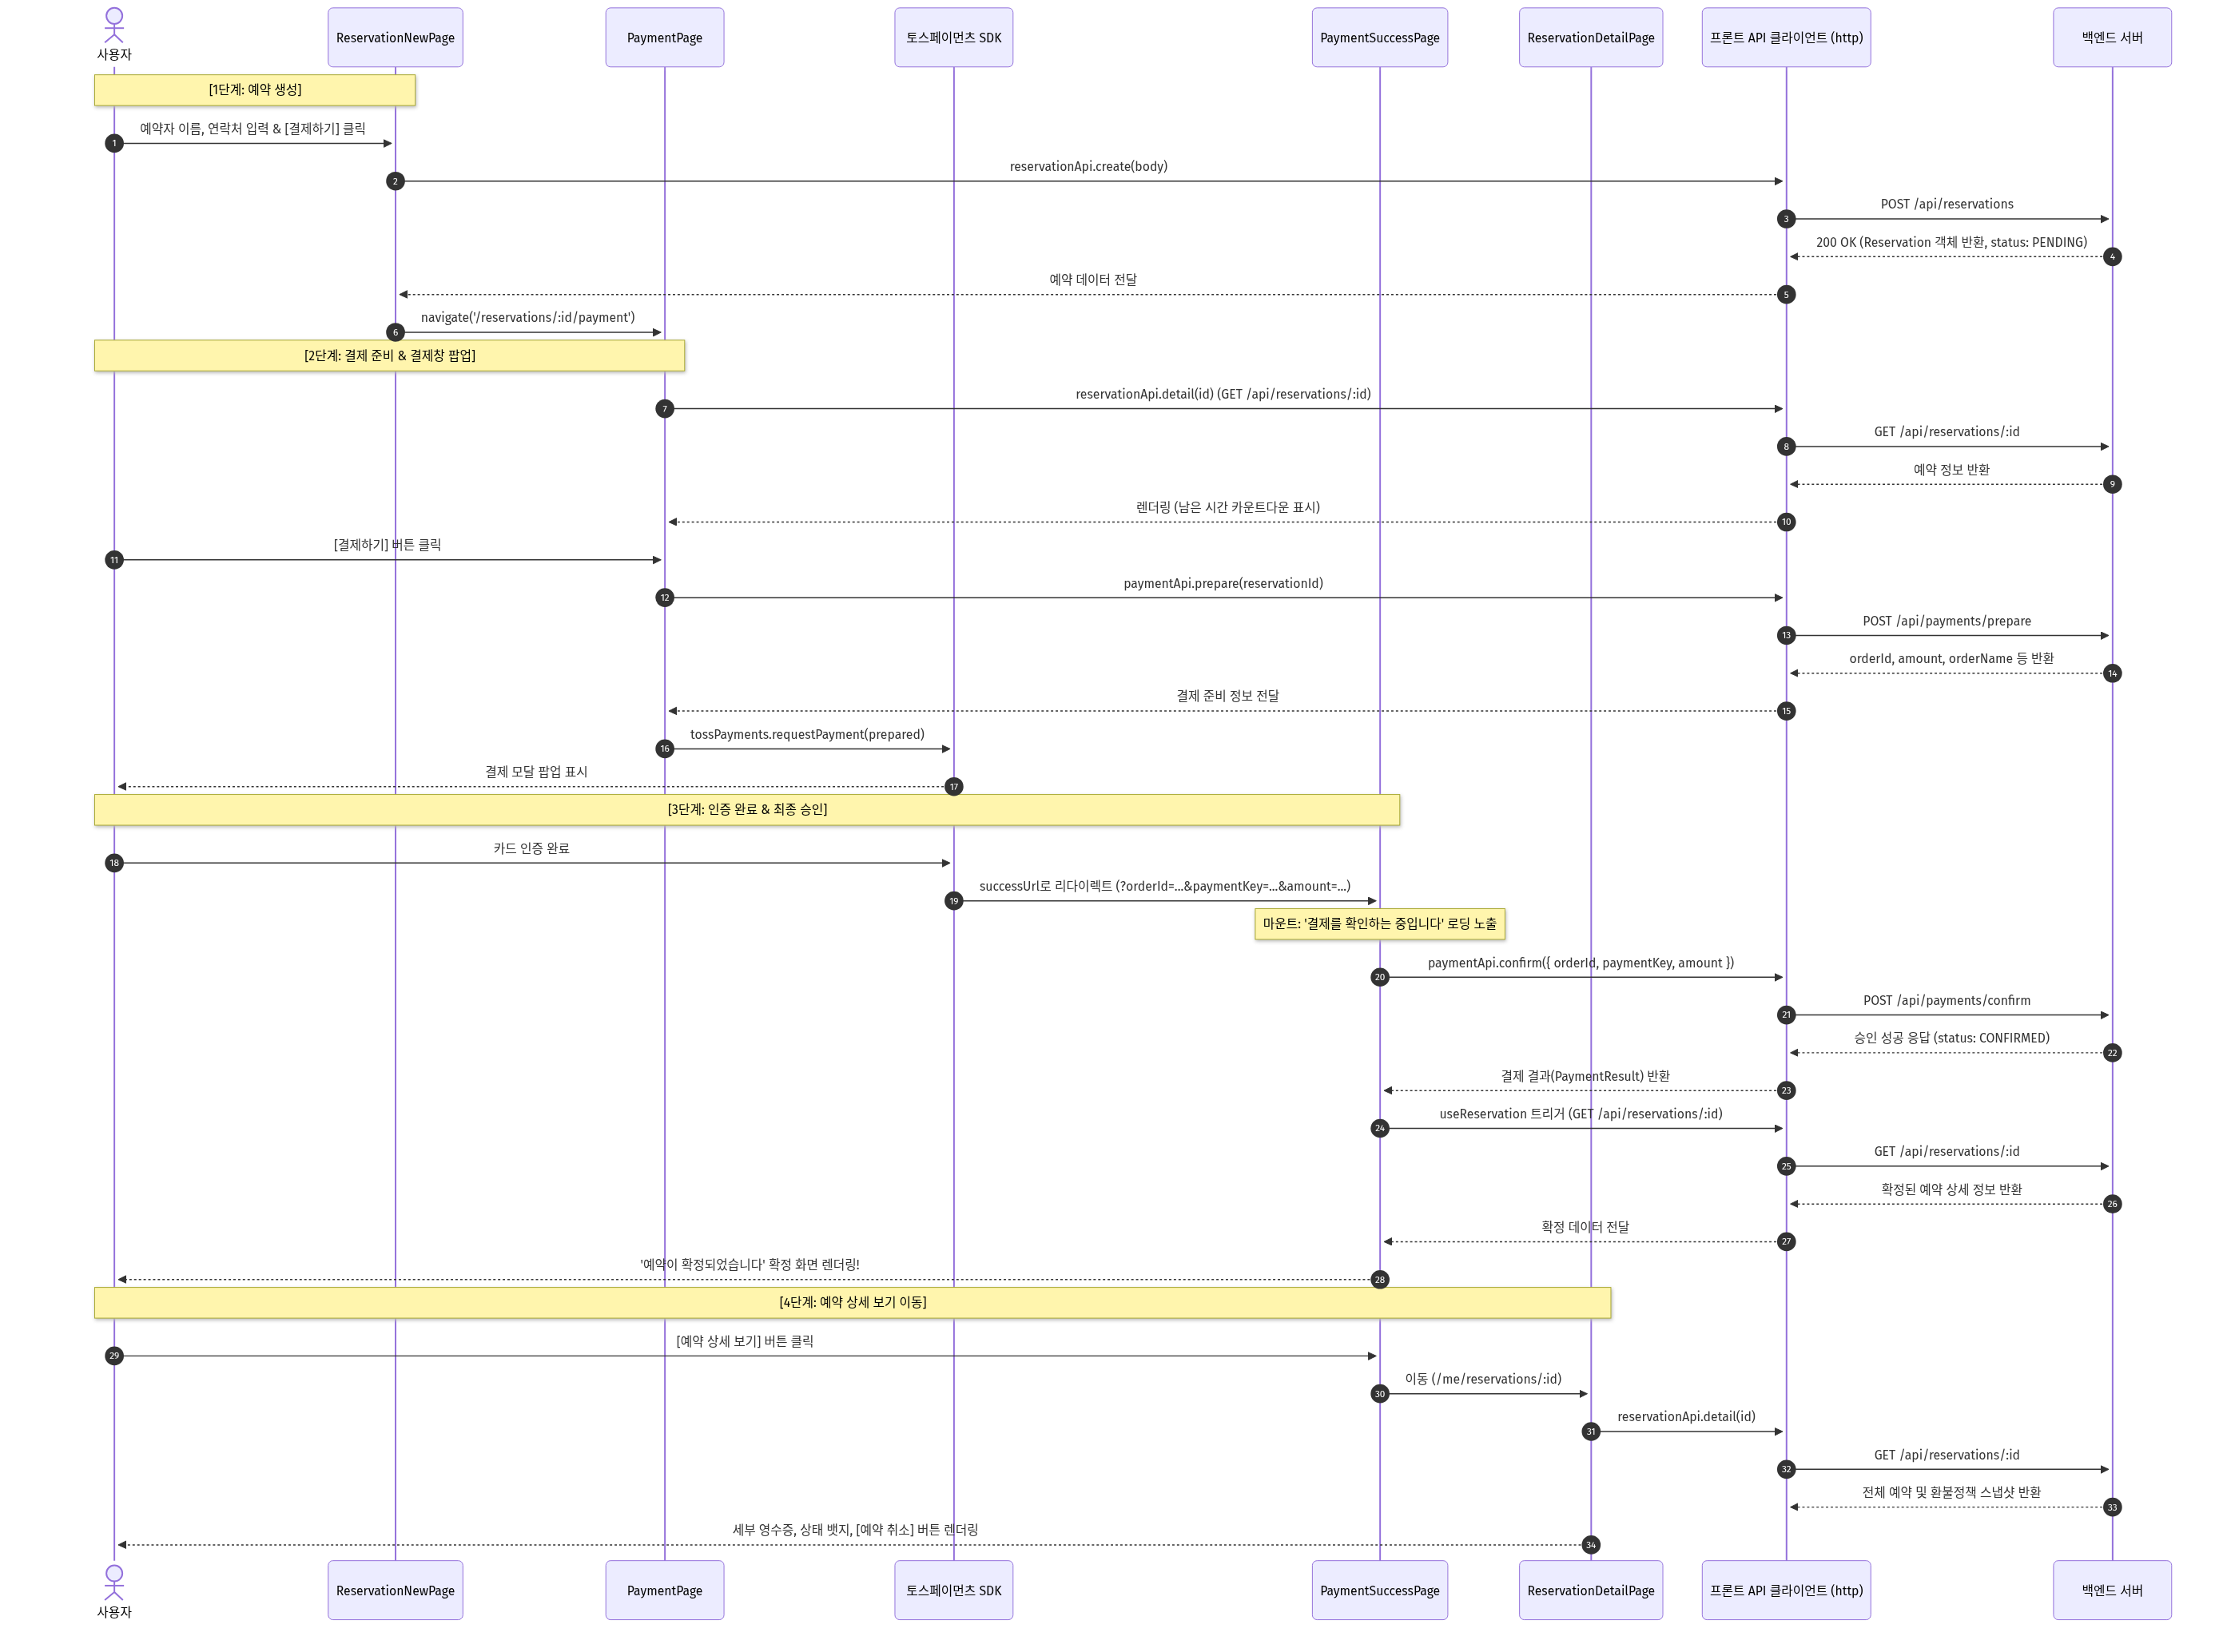 사용자
ReservationNewPage
PaymentPage
토스페이먼츠 SDK
PaymentSuccessPage
ReservationDetailPage
프론트 API 클라이언트 (http)
백엔드 서버
[1단계: 예약 생성]
예약자 이름, 연락처 입력 & [결제하기] 클릭
1
reservationApi.create(body)
2
POST /api/reservations
3
200 OK (Reservation 객체 반환, status: PENDING)
4
예약 데이터 전달
5
navigate('/reservations/:id/payment')
6
[2단계: 결제 준비 & 결제창 팝업]
reservationApi.detail(id) (GET /api/reservations/:id)
7
GET /api/reservations/:id
8
예약 정보 반환
9
렌더링 (남은 시간 카운트다운 표시)
10
[결제하기] 버튼 클릭
11
paymentApi.prepare(reservationId)
12
POST /api/payments/prepare
13
orderId, amount, orderName 등 반환
14
결제 준비 정보 전달
15
tossPayments.requestPayment(prepared)
16
결제 모달 팝업 표시
17
[3단계: 인증 완료 & 최종 승인]
카드 인증 완료
18
successUrl로 리다이렉트 (?orderId=...&paymentKey=...&amount=...)
19
마운트: '결제를 확인하는 중입니다' 로딩 노출
paymentApi.confirm({ orderId, paymentKey, amount })
20
POST /api/payments/confirm
21
승인 성공 응답 (status: CONFIRMED)
22
결제 결과(PaymentResult) 반환
23
useReservation 트리거 (GET /api/reservations/:id)
24
GET /api/reservations/:id
25
확정된 예약 상세 정보 반환
26
확정 데이터 전달
27
'예약이 확정되었습니다' 확정 화면 렌더링!
28
[4단계: 예약 상세 보기 이동]
[예약 상세 보기] 버튼 클릭
29
이동 (/me/reservations/:id)
30
reservationApi.detail(id)
31
GET /api/reservations/:id
32
전체 예약 및 환불정책 스냅샷 반환
33
세부 영수증, 상태 뱃지, [예약 취소] 버튼 렌더링
34
사용자
ReservationNewPage
PaymentPage
토스페이먼츠 SDK
PaymentSuccessPage
ReservationDetailPage
프론트 API 클라이언트 (http)
백엔드 서버